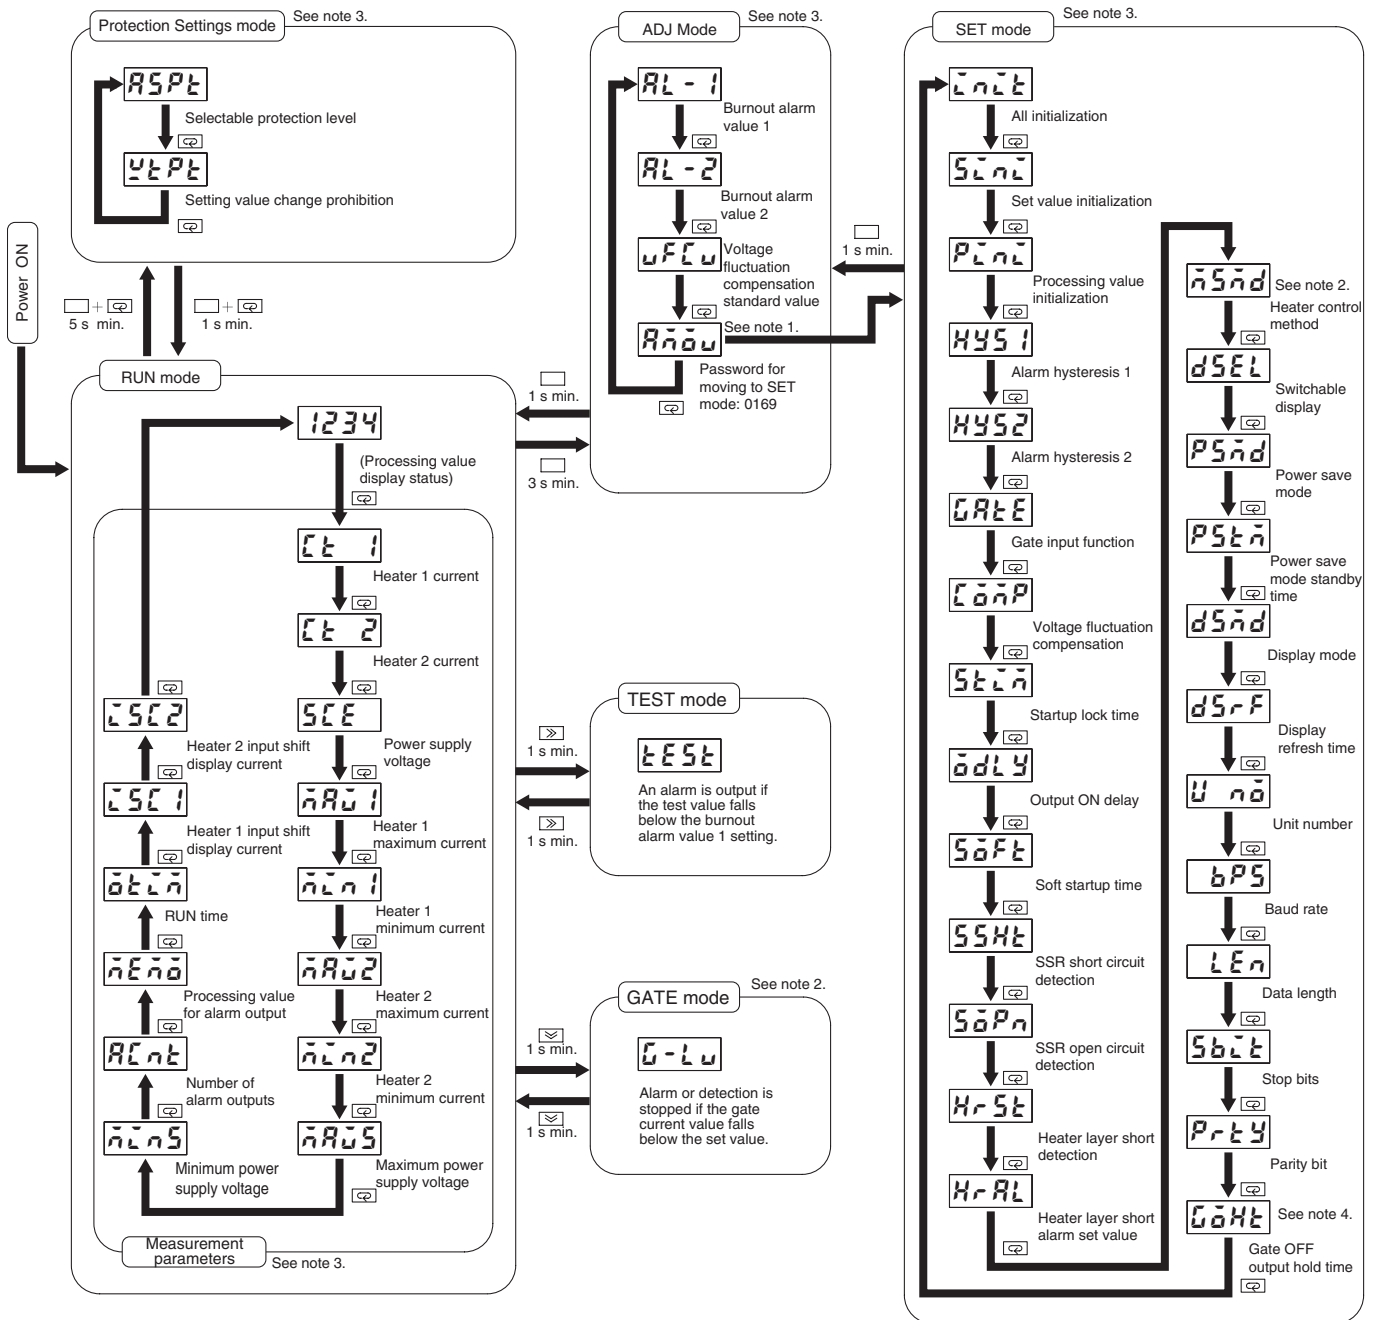 Protection Settings mode
See note 3.
ASPt
Selectable protection level
WtPt
Setting value change prohibition
Power ON
+
5 s min.
+
1 s min.
RUN mode
1234
(Processing value
display status)
Ct 1
Heater 1 current
Ct 2
Heater 2 current
SCE
Power supply
voltage
mAX1
Heater 1
maximum current
min1
Heater 1
minimum current
mAX2
Heater 2
maximum current
min2
Heater 2
minimum current
mAXS
Maximum power
supply voltage
minS
Minimum power
supply voltage
ACnt
Number of
alarm outputs
mEmo
Processing value
for alarm output
otim
RUN time
iSC1
Heater 1 input shift
display current
iSC2
Heater 2 input shift
display current
Measurement
parameters
See note 3.
1 s min.
3 s min.
ADJ Mode
See note 3.
AL-1
Burnout alarm
value 1
AL-2
Burnout alarm
value 2
vFCv
Voltage
fluctuation
compensation
standard value
Amov
See note 1.
Password for
moving to SET
mode: 0169
1 s min.
TEST mode
1 s min.
1 s min.
tESt
An alarm is output if
the test value falls
below the burnout
alarm value 1 setting.
GATE mode
See note 2.
1 s min.
1 s min.
G-Lv
Alarm or detection is
stopped if the gate
current value falls
below the set value.
SET mode
See note 3.
init
All initialization
Sini
Set value initialization
Pini
Processing value
initialization
HYS1
Alarm hysteresis 1
HYS2
Alarm hysteresis 2
GAtE
Gate input function
ComP
Voltage fluctuation
compensation
Stim
Startup lock time
odLY
Output ON delay
SoFt
Soft startup time
SSHt
SSR short circuit
detection
SoPn
SSR open circuit
detection
HrSt
Heater layer short
detection
HrAL
Heater layer short
alarm set value
mSmd
See note 2.
Heater control
method
dSEL
Switchable
display
PSmd
Power save
mode
PStm
Power save
mode standby
time
dSmd
Display mode
dSrF
Display
refresh time
U no
Unit number
bPS
Baud rate
LEn
Data length
Sbit
Stop bits
PrtY
Parity bit
GoHt
See note 4.
Gate OFF
output hold time